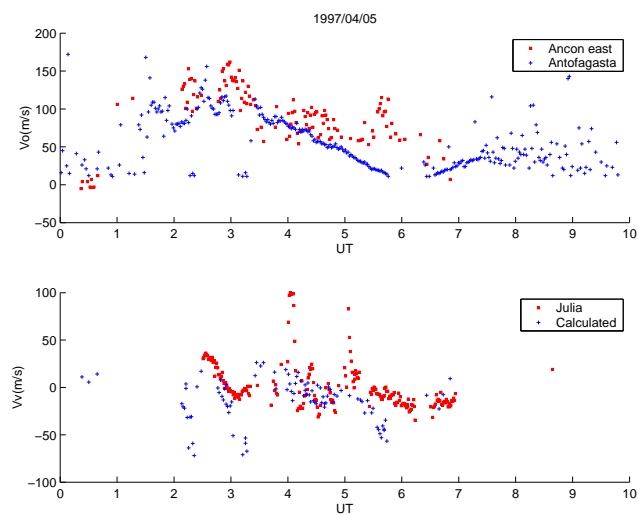 1997/04/05
200
150
100
50
0
−50
Vo(m/s)
Ancon east
Antofagasta
0 1 2 3 4 5 6 7 8 9 10
UT
100
50
0
−50
−100
Vv(m/s)
Julia
Calculated
0 1 2 3 4 5 6 7 8 9 10
UT